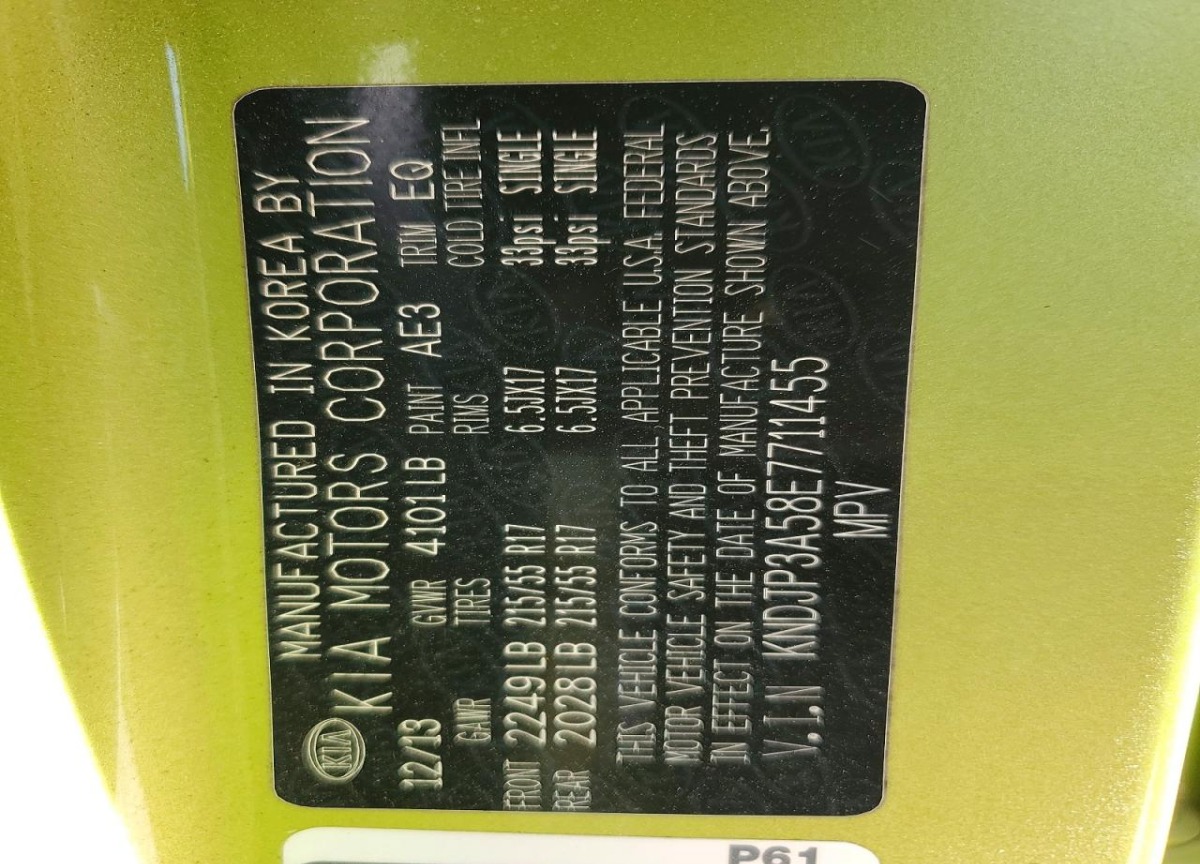 MANUFACTURED IN KOREA BY
KIA KIA MOTORS CORPORATION
12/13 GVWR 4101LB PAINT AE3 TRIM EQ
GAWR TIRES RIMS COLD TIRE INFL
FRONT 2249LB 215/55 R17 6.5JX17 33psi SINGLE
REAR 2028LB 215/55 R17 6.5JX17 33psi SINGLE
THIS VEHICLE CONFORMS TO ALL APPLICABLE U.S.A. FEDERAL
MOTOR VEHICLE SAFETY AND THEFT PREVENTION STANDARDS
IN EFFECT ON THE DATE OF MANUFACTURE SHOWN ABOVE.
V.I.N KNDJP3A58E7711455
MPV
P61